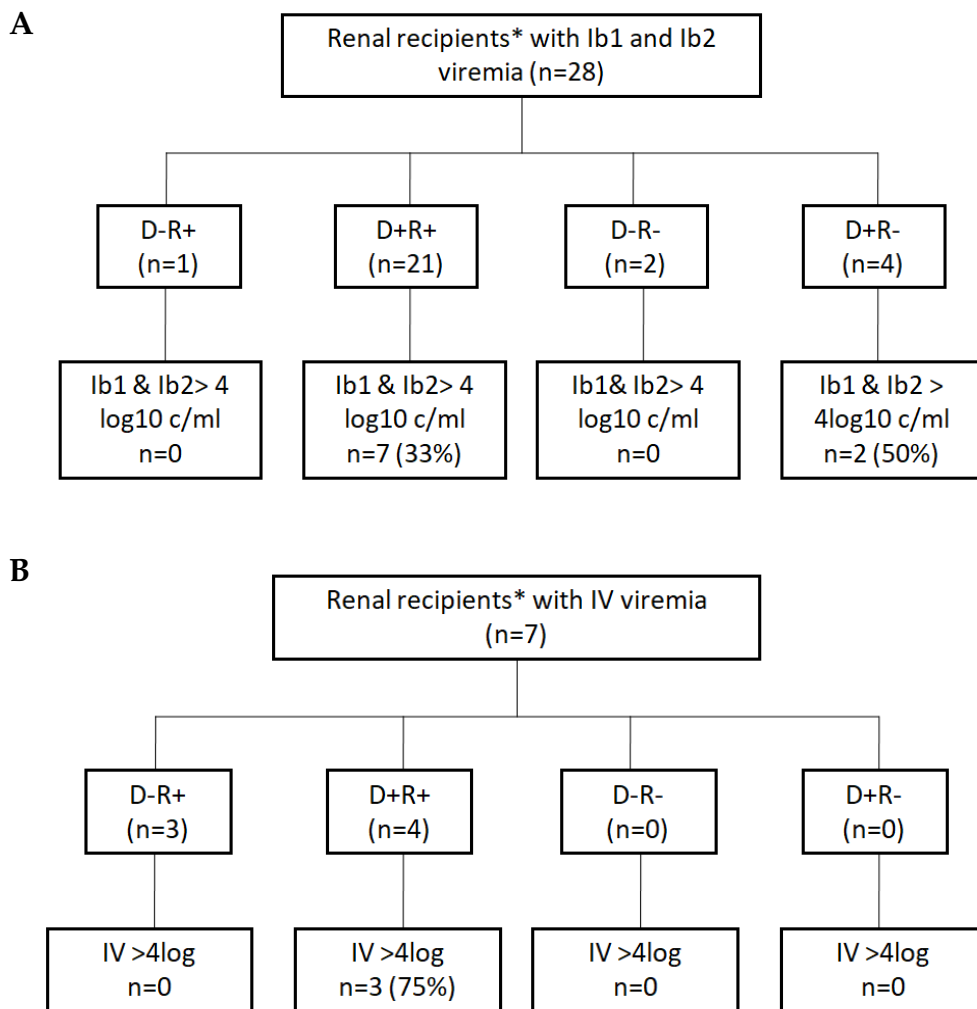 A
Renal recipients* with Ib1 and Ib2
viremia (n=28)
D-R+
(n=1)
D+R+
(n=21)
D-R-
(n=2)
D+R-
(n=4)
Ib1 & Ib2> 4
log10 c/ml
n=0
Ib1 & Ib2> 4
log10 c/ml
n=7 (33%)
Ib1& Ib2> 4
log10 c/ml
n=0
Ib1 & Ib2 >
4log10 c/ml
n=2 (50%)
B
Renal recipients* with IV viremia
(n=7)
D-R+
(n=3)
D+R+
(n=4)
D-R-
(n=0)
D+R-
(n=0)
IV >4log
n=0
IV >4log
n=3 (75%)
IV >4log
n=0
IV >4log
n=0